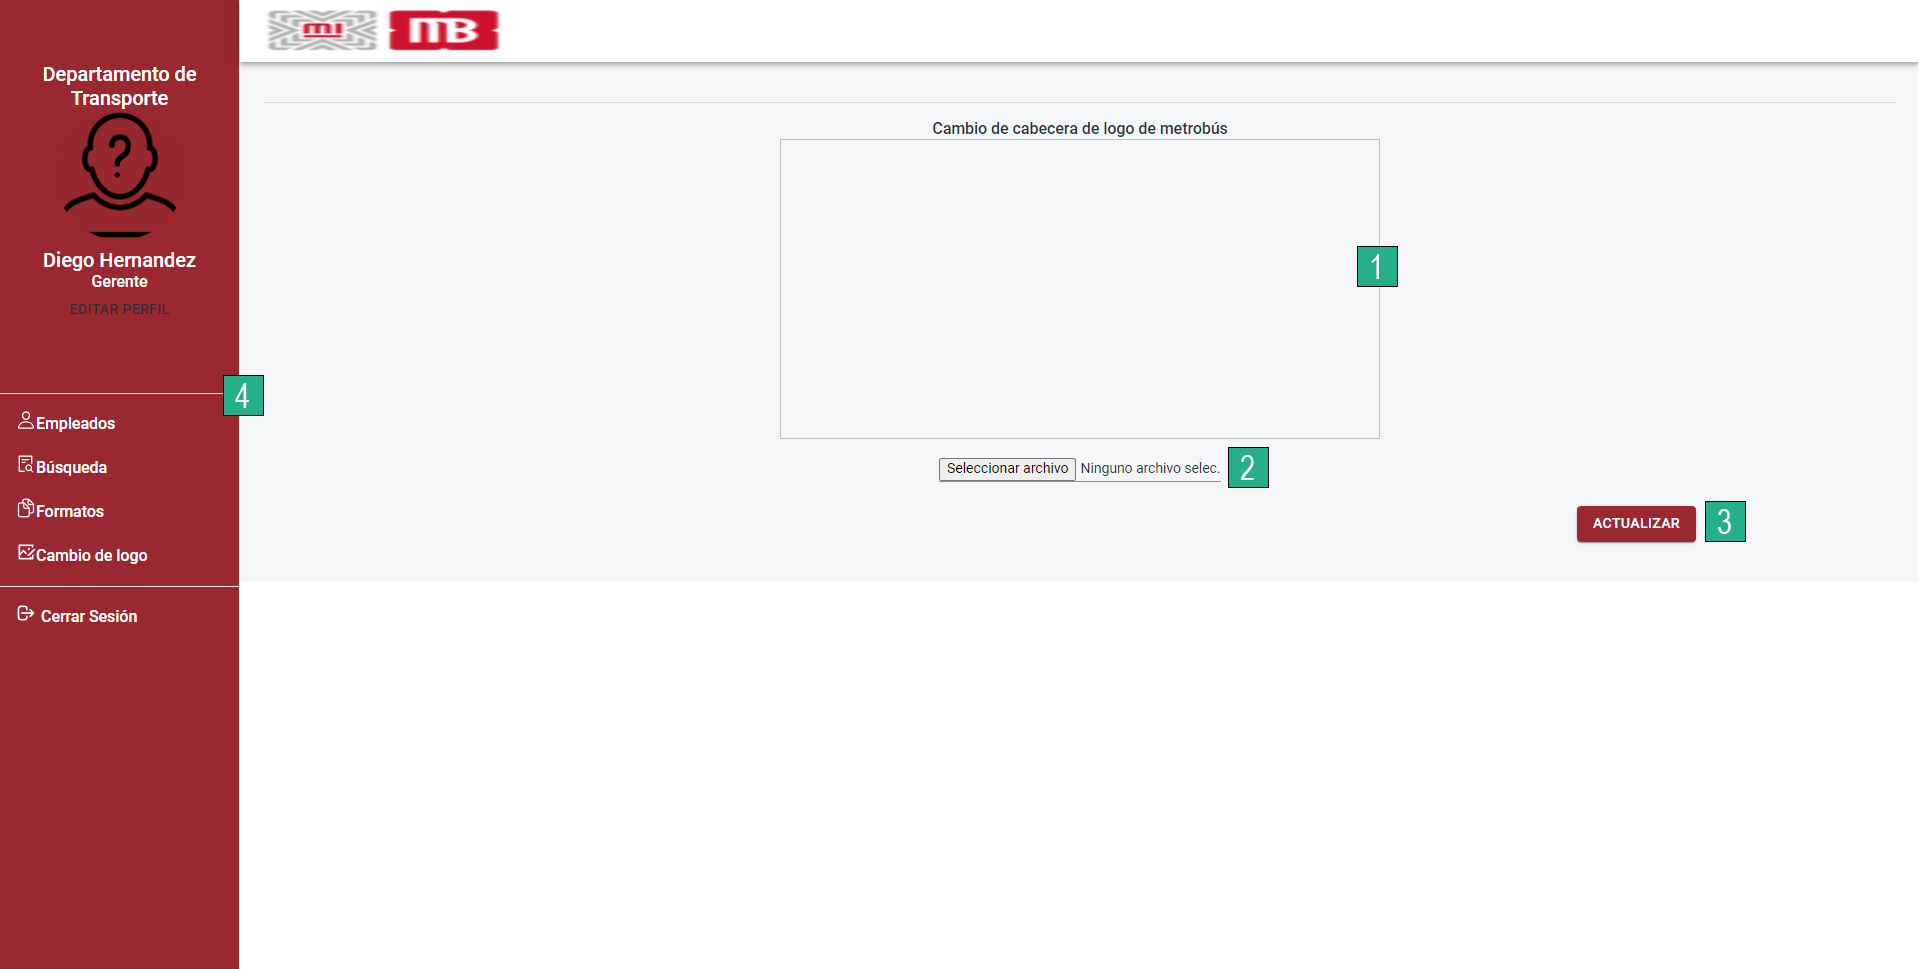 MI MB
Departamento de
Transporte
?
Diego Hernandez
Gerente
EDITAR PERFIL
4
Empleados
Búsqueda
Formatos
Cambio de logo
Cerrar Sesión
Cambio de cabecera de logo de metrobús
1
Seleccionar archivo Ninguno archivo selec. 2
ACTUALIZAR 3